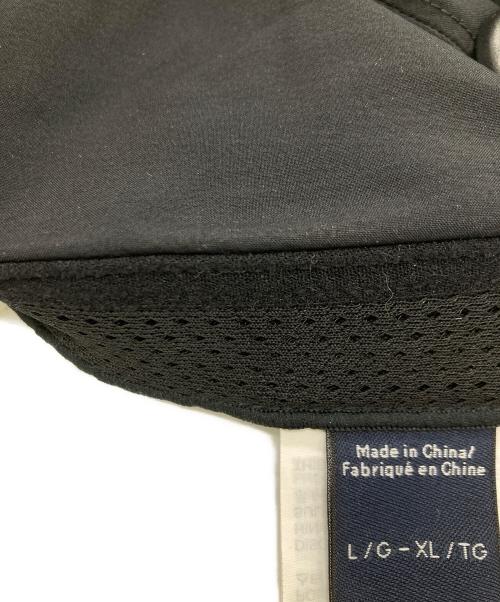 Made in China/
Fabriqué en Chine
L / G - XL / TG